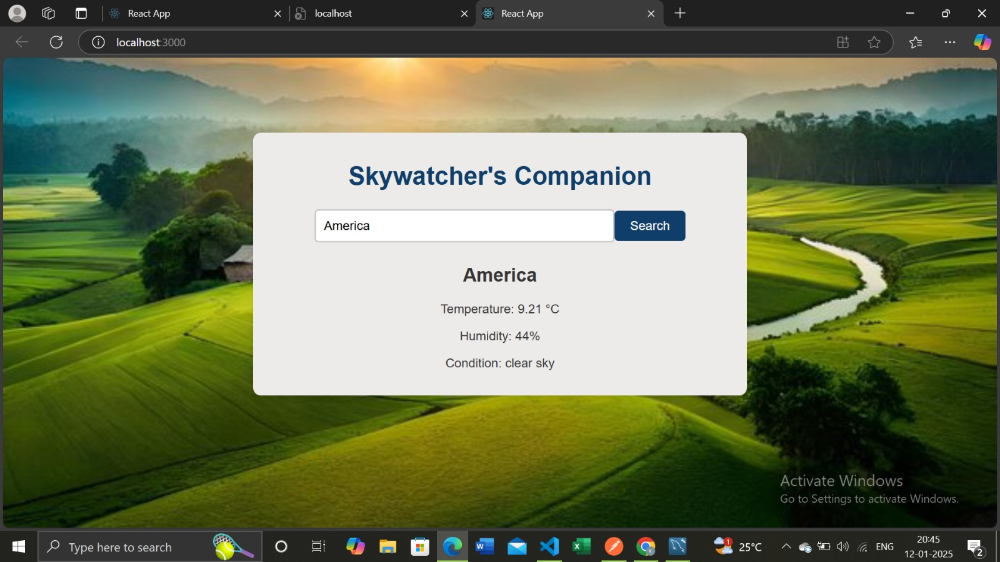 React App
localhost
React App
localhost:3000
Skywatcher's Companion
America
Search
America
Temperature: 9.21 °C
Humidity: 44%
Condition: clear sky
Activate Windows
Go to Settings to activate Windows.
Type here to search
1
25°C
ENG
20:45
12-01-2025
2